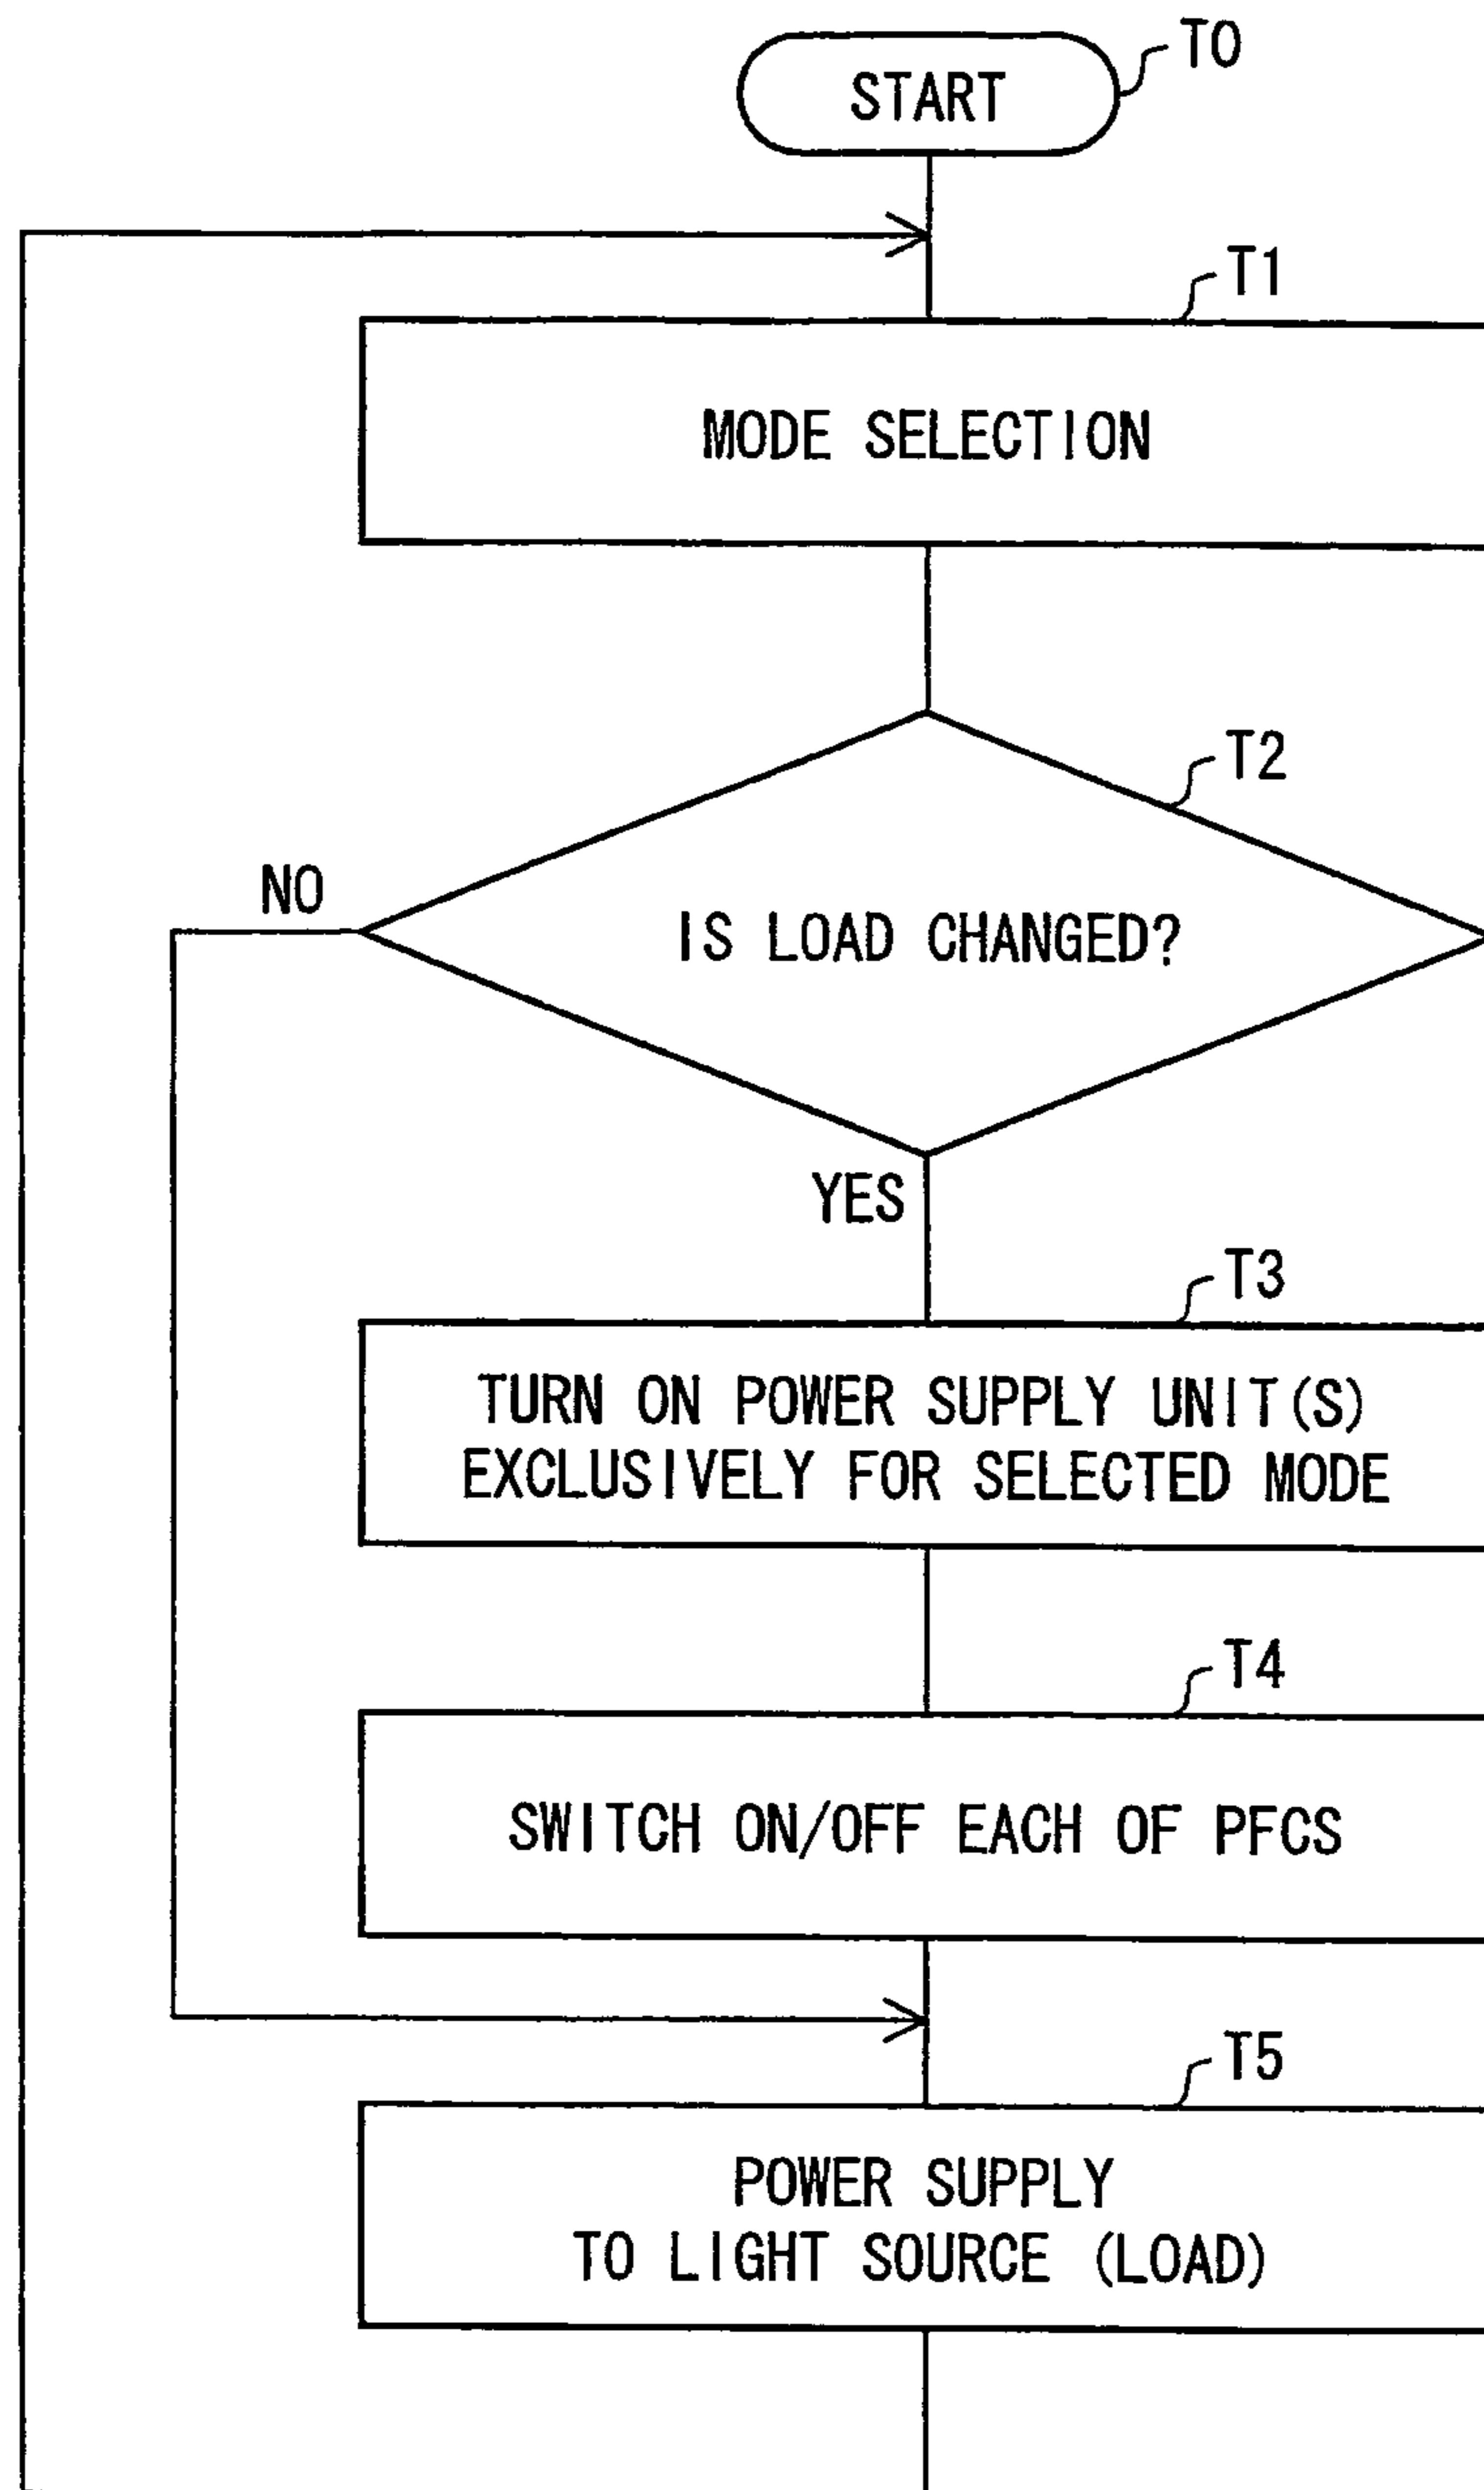 START
T0
T1
MODE SELECTION
T2
NO
IS LOAD CHANGED?
YES
T3
TURN ON POWER SUPPLY UNIT(S)
EXCLUSIVELY FOR SELECTED MODE
T4
SWITCH ON/OFF EACH OF PFCS
T5
POWER SUPPLY
TO LIGHT SOURCE (LOAD)